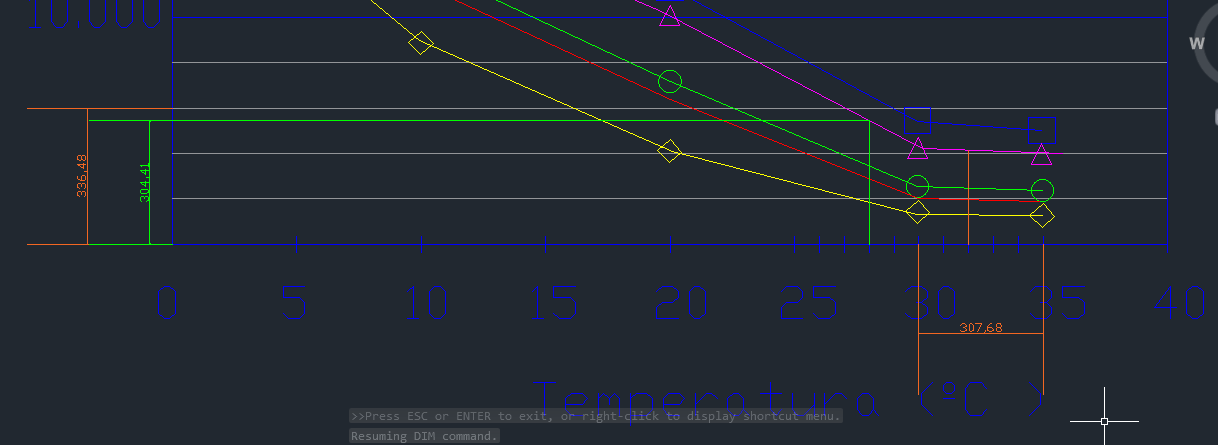 10.000
W
336,48
304,41
0 5 10 15 20 25 30 35 40
307,68
Temperature (ºC )
>>Press ESC or ENTER to exit, or right-click to display shortcut menu.
Resuming DIM command.